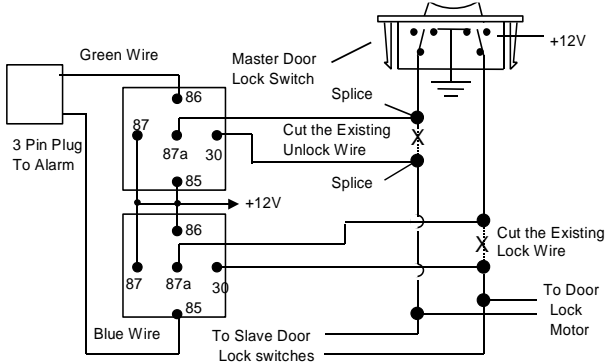 Green Wire
Master Door
Lock Switch
+12V
Splice
86
87
87a
30
3 Pin Plug
To Alarm
Cut the Existing
Unlock Wire
X
85
Splice
+12V
86
Cut the Existing
Lock Wire
X
87
87a
30
85
To Door
Lock
Motor
Blue Wire
To Slave Door
Lock switches